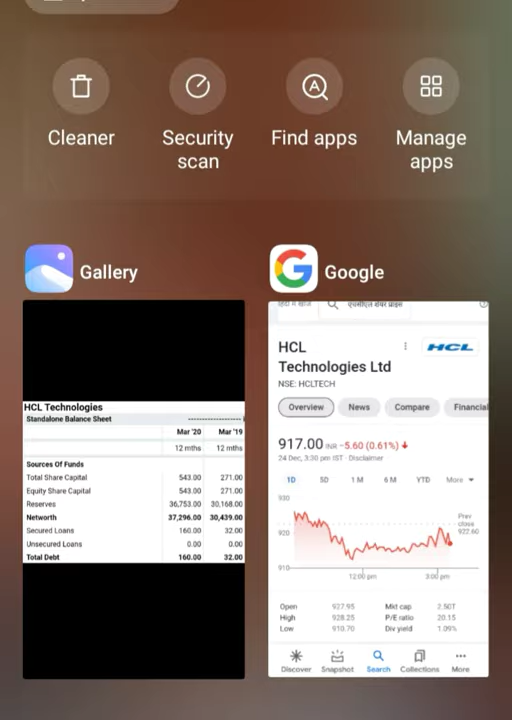 Cleaner
Security scan
Find apps
Manage apps
Gallery
Google
HCL Technologies
Standalone Balance Sheet
Mar '20 Mar '19
12 mths 12 mths
Sources Of Funds
Total Share Capital 543.00 271.00
Equity Share Capital 543.00 271.00
Reserves 36,753.00 30,168.00
Networth 37,296.00 30,439.00
Secured Loans 160.00 32.00
Unsecured Loans 0.00 0.00
Total Debt 160.00 32.00
एचसीएल शेयर प्राइस
HCL
Technologies Ltd
HCL
NSE: HCLTECH
Overview News Compare Financial
917.00 INR −5.60 (0.61%) ↓
24 Dec, 3:30 pm IST · Disclaimer
1D 5D 1 M 6 M YTD More
930
920
910
Prev close 922.60
12:00 pm 3:00 pm
Open 927.95 Mkt cap 2.50T
High 928.25 P/E ratio 20.15
Low 910.70 Div yield 1.09%
Discover Snapshot Search Collections More